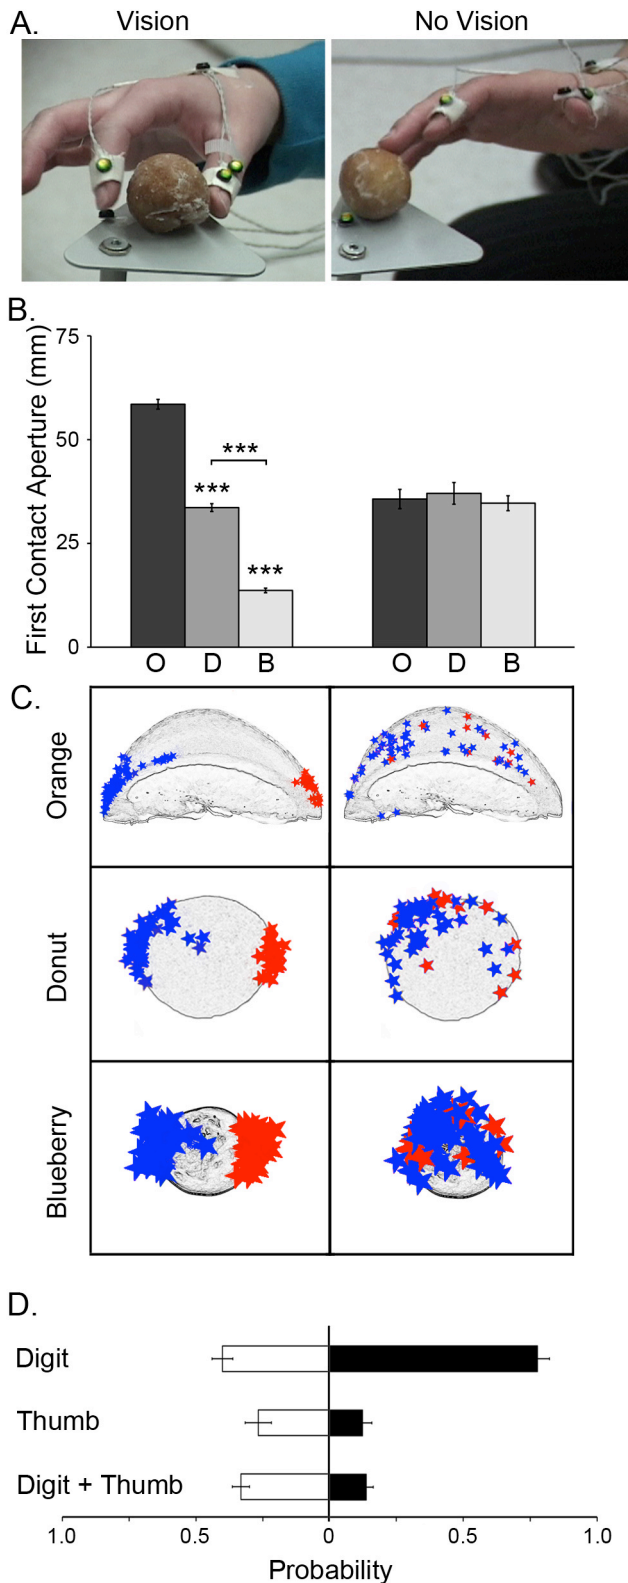 A.
Vision
No Vision
B.
First Contact Aperture (mm)
75
50
25
0
***
***
***
O D B
O D B
C.
Orange
Donut
Blueberry
D.
Digit
Thumb
Digit + Thumb
1.0 0.5 0 0.5 1.0
Probability